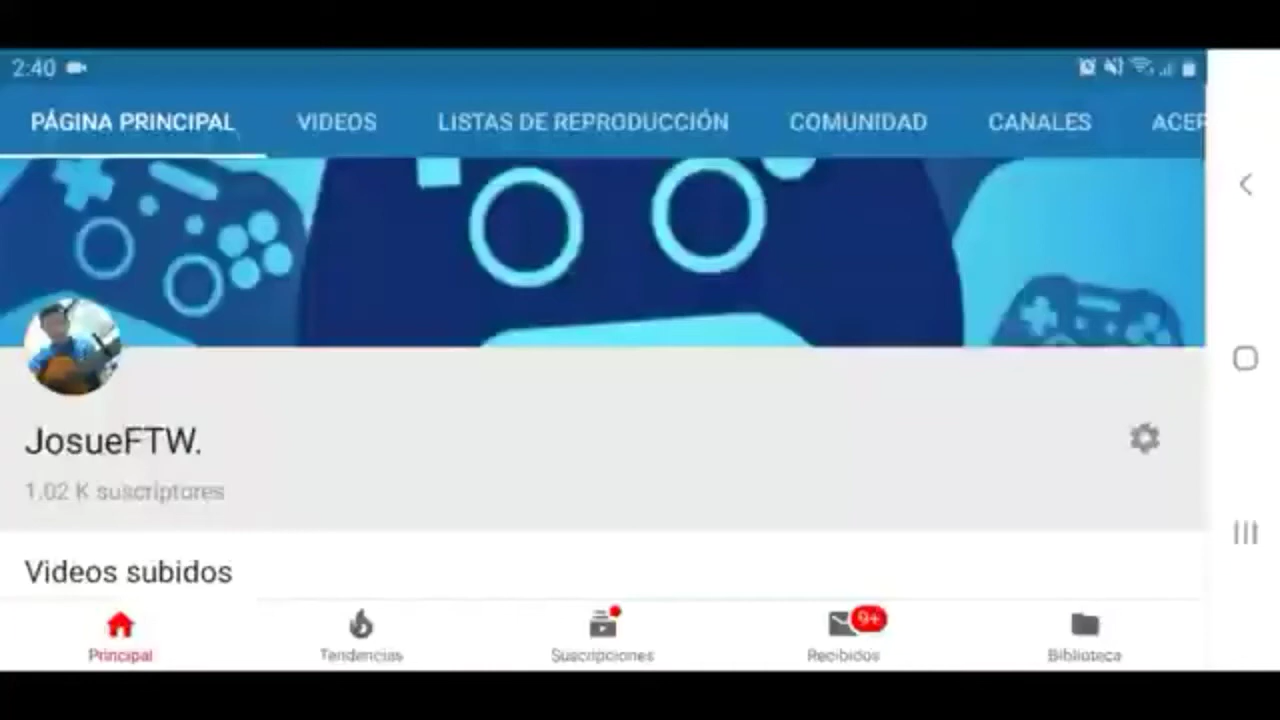 2:40
PÁGINA PRINCIPAL VIDEOS LISTAS DE REPRODUCCIÓN COMUNIDAD CANALES ACER
JosueFTW.
1.02 K suscriptores
Videos subidos
9+
Principal Tendencias Suscripciones Recibidos Biblioteca